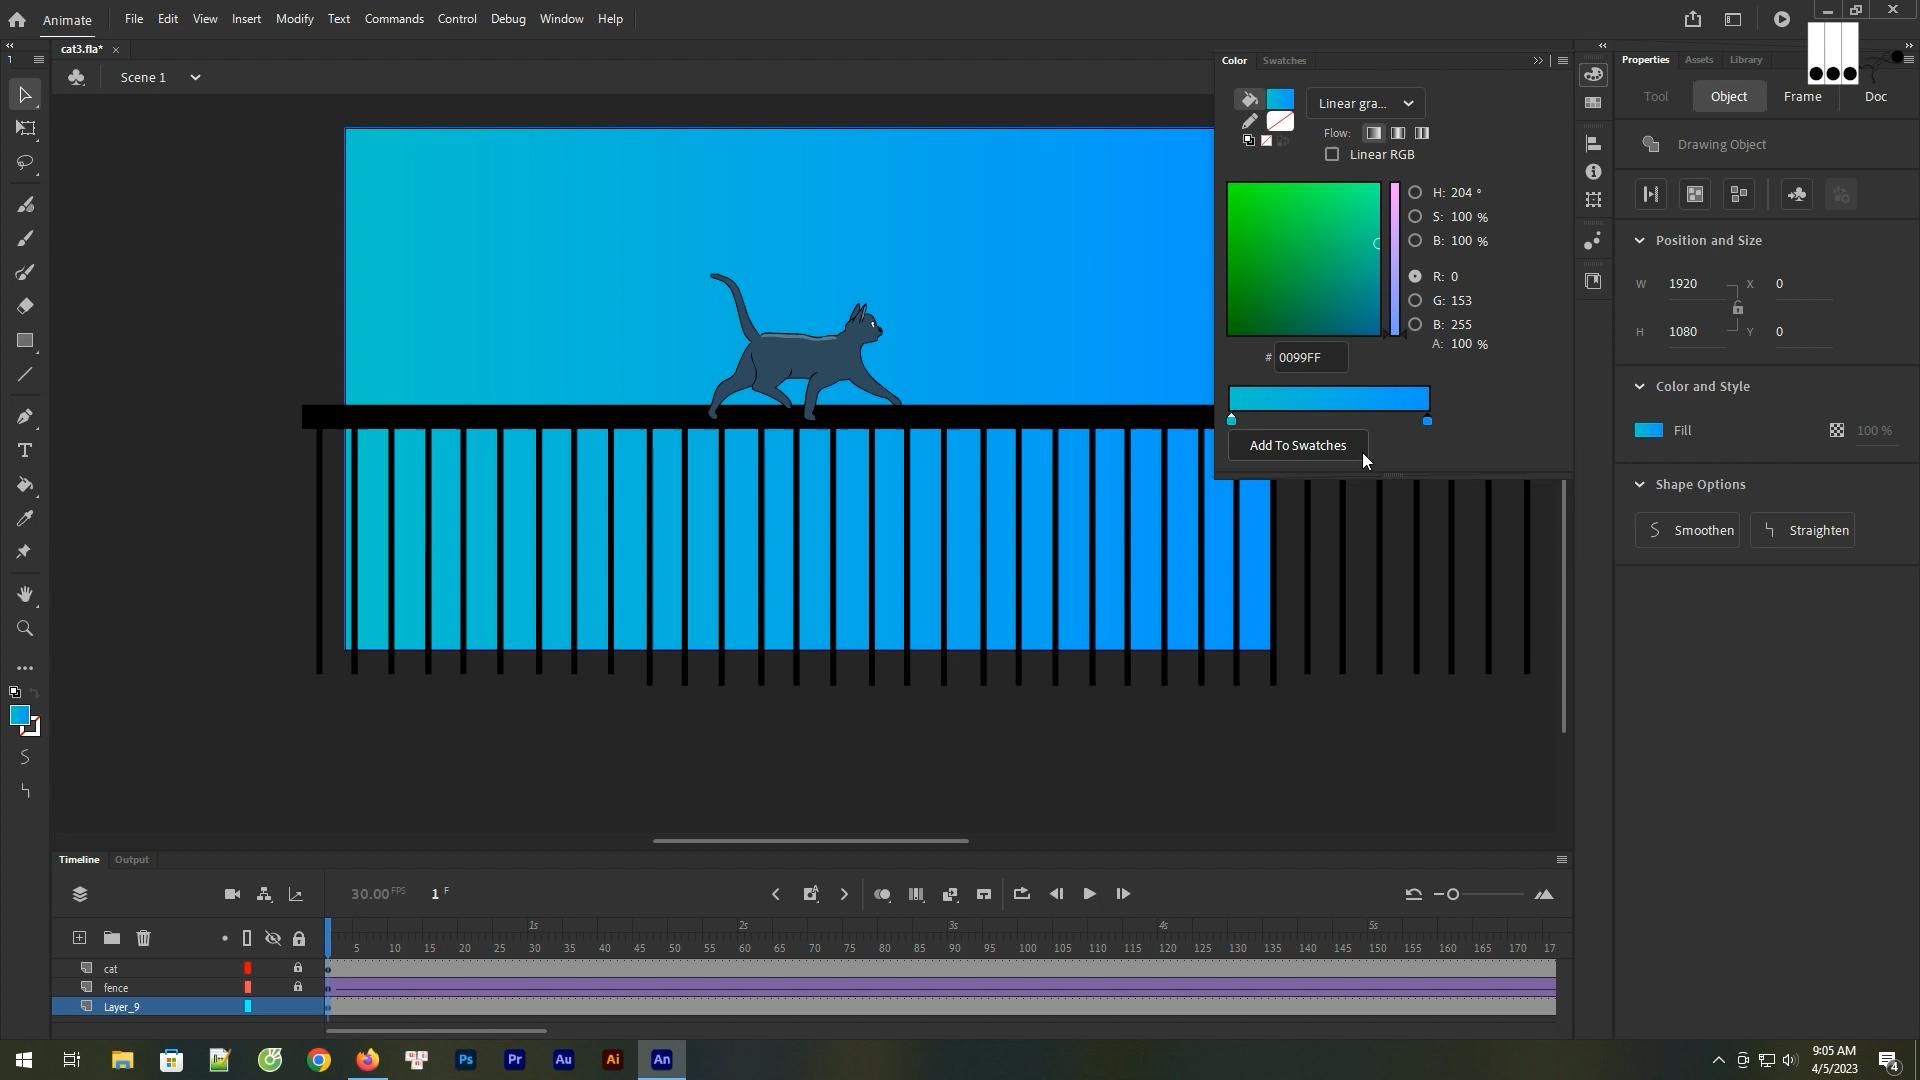 Animate File Edit View Insert Modify Text Commands Control Debug Window Help
cat3.fla* ×
Scene 1
Color Swatches
Linear gra...
Flow:
Linear RGB
H: 204 °
S: 100 %
B: 100 %
R: 0
G: 153
B: 255
A: 100 %
# 0099FF
Add To Swatches
Properties Assets Library
Tool Object Frame Doc
Drawing Object
Position and Size
W 1920 X 0
H 1080 Y 0
Color and Style
Fill 100 %
Shape Options
Smoothen Straighten
Timeline Output
30.00 FPS 1 F
1s 2s 3s 4s 5s
5 10 15 20 25 30 35 40 45 50 55 60 65 70 75 80 85 90 95 100 105 110 115 120 125 130 135 140 145 150 155 160 165 170 17
cat
fence
Layer_9
Ps Pr Au Ai An
9:05 AM
4/5/2023
4